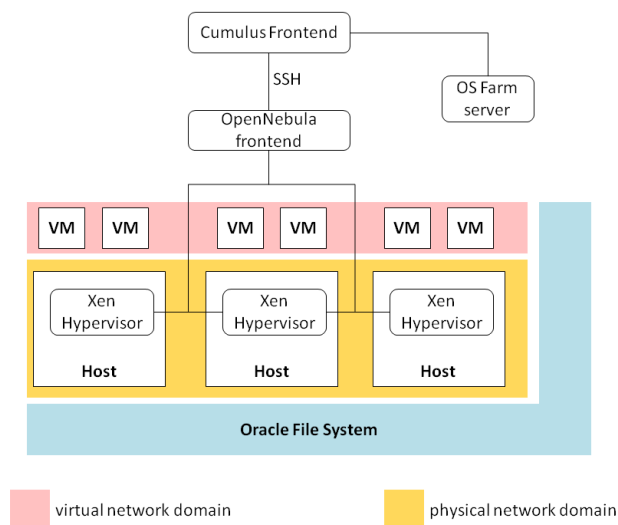 Cumulus Frontend
SSH
OS Farm
server
OpenNebula
frontend
VM VM VM VM VM VM
Xen
Hypervisor
Xen
Hypervisor
Xen
Hypervisor
Host Host Host
Oracle File System
virtual network domain
physical network domain